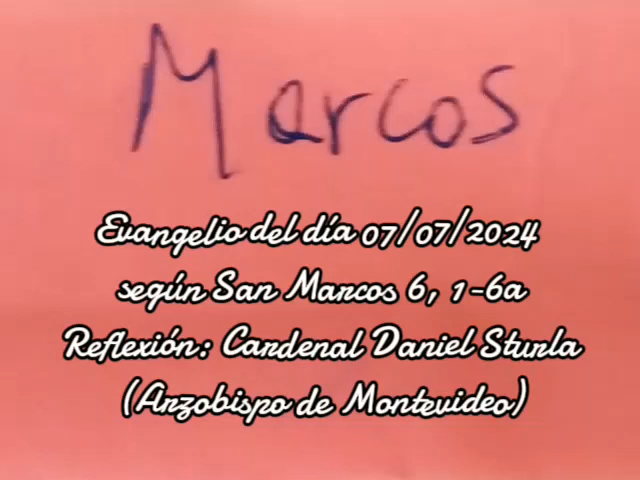 Marcos
Evangelio del día 07/07/2024
según San Marcos 6, 1-6a
Reflexión: Cardenal Daniel Sturla
(Arzobispo de Montevideo)